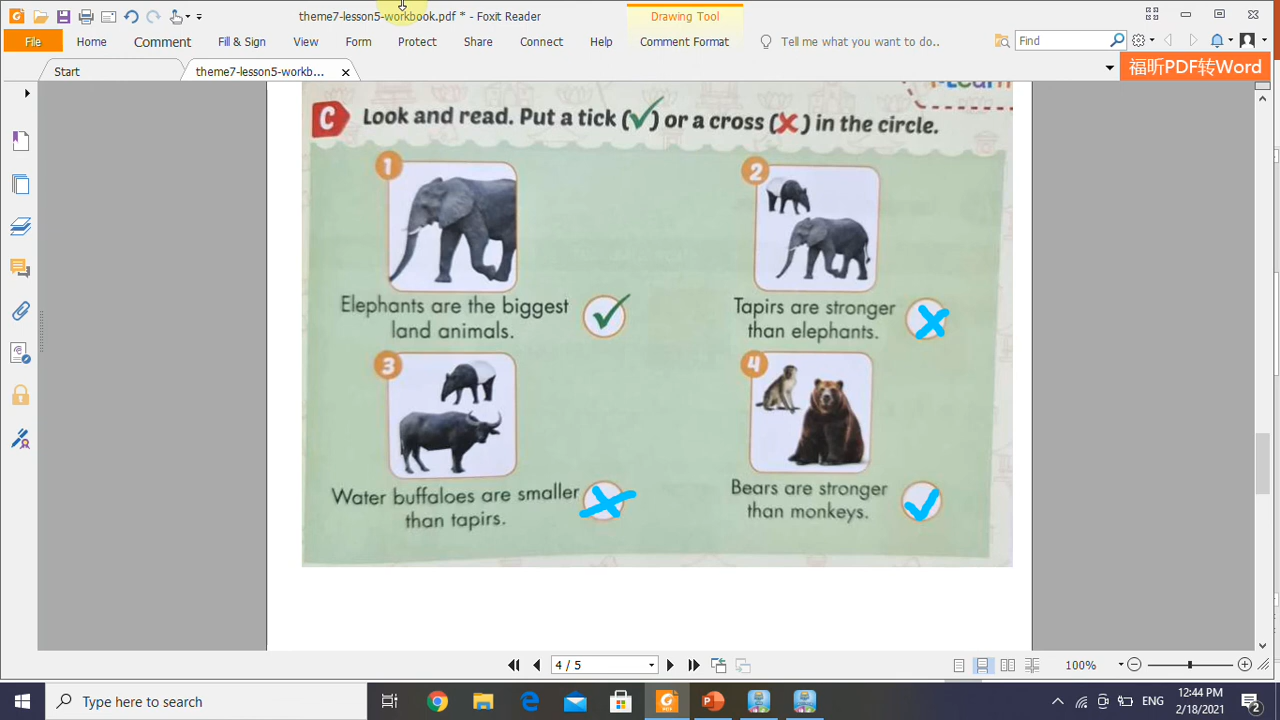 theme7-lesson5-workbook.pdf * - Foxit Reader
Drawing Tool
File Home Comment Fill & Sign View Form Protect Share Connect Help Comment Format Tell me what you want to do.. Find
Start theme7-lesson5-workb...
福昕PDF转Word
C Look and read. Put a tick (✓) or a cross (✗) in the circle.
1
Elephants are the biggest
land animals.
2
Tapirs are stronger
than elephants.
3
Water buffaloes are smaller
than tapirs.
4
Bears are stronger
than monkeys.
4 / 5
100%
Type here to search
ENG
12:44 PM
2/18/2021
2